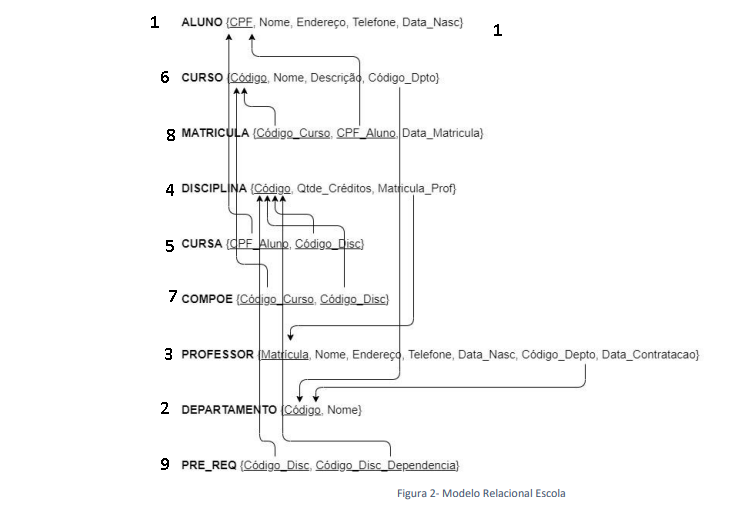 1 ALUNO {CPF, Nome, Endereço, Telefone, Data_Nasc} 1
6 CURSO {Código, Nome, Descrição, Código_Dpto}
8 MATRICULA {Código_Curso, CPF_Aluno, Data_Matricula}
4 DISCIPLINA {Código, Qtde_Créditos, Matricula_Prof}
5 CURSA {CPF_Aluno, Código_Disc}
7 COMPOE {Código_Curso, Código_Disc}
3 PROFESSOR {Matrícula, Nome, Endereço, Telefone, Data_Nasc, Código_Depto, Data_Contratacao}
2 DEPARTAMENTO {Código, Nome}
9 PRE_REQ {Código_Disc, Código_Disc_Dependencia}
Figura 2- Modelo Relacional Escola